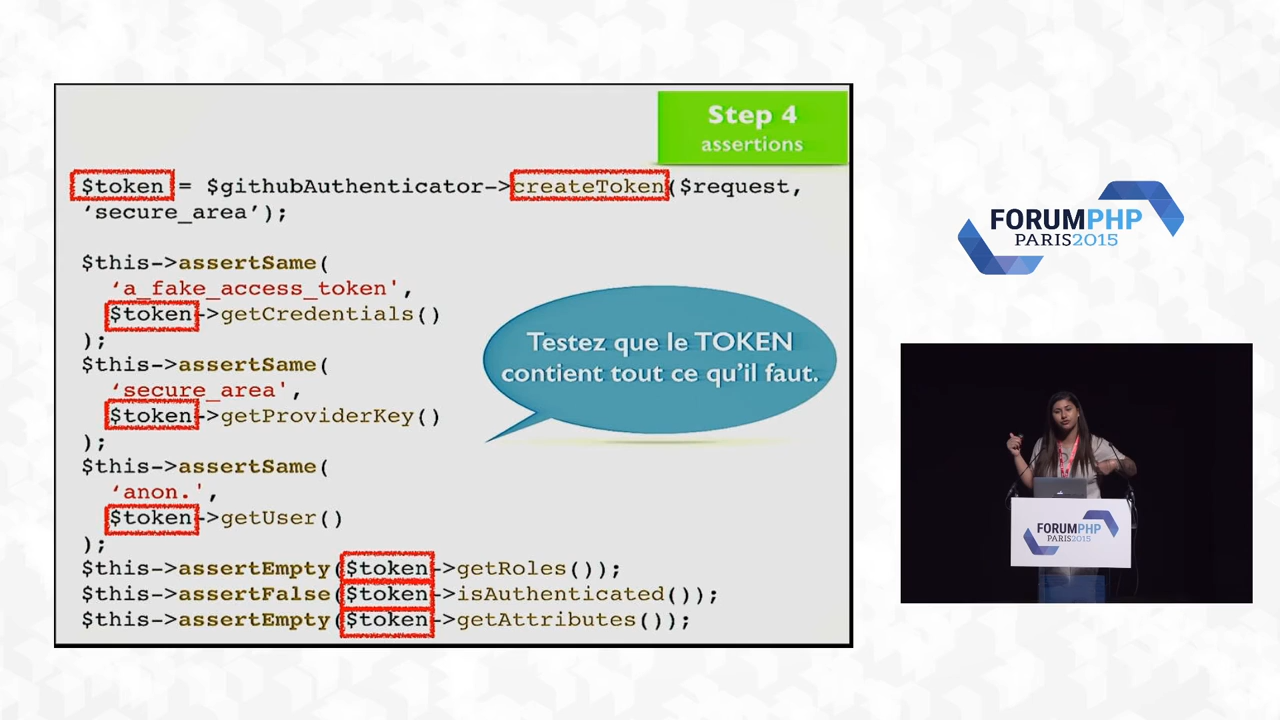 Step 4
assertions
$token = $githubAuthenticator->createToken($request,
‘secure_area’);
$this->assertSame(
‘a_fake_access_token',
$token->getCredentials()
);
$this->assertSame(
‘secure_area',
$token->getProviderKey()
);
$this->assertSame(
‘anon.',
$token->getUser()
);
$this->assertEmpty($token->getRoles());
$this->assertFalse($token->isAuthenticated());
$this->assertEmpty($token->getAttributes());
Testez que le TOKEN
contient tout ce qu’il faut.
FORUMPHP
PARIS2015
FORUMPHP
PARIS2015